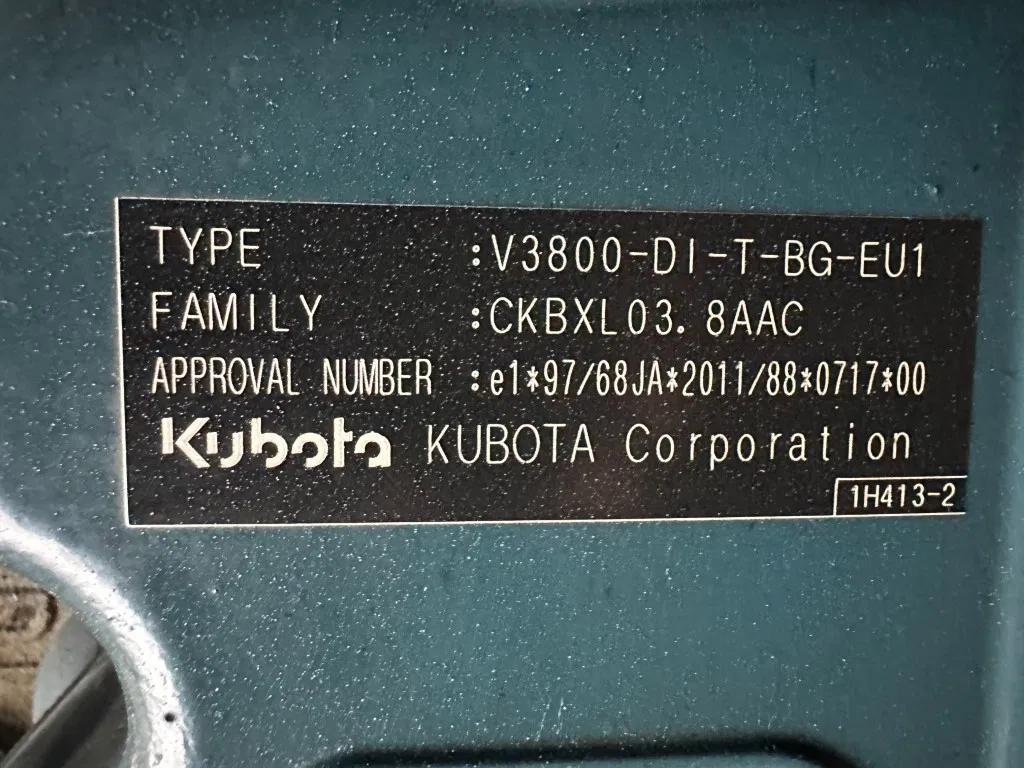 TYPE :V3800-DI-T-BG-EU1
FAMILY :CKBXL03.8AAC
APPROVAL NUMBER :e1*97/68JA*2011/88*0717*00
Kubota KUBOTA Corporation
1H413-2